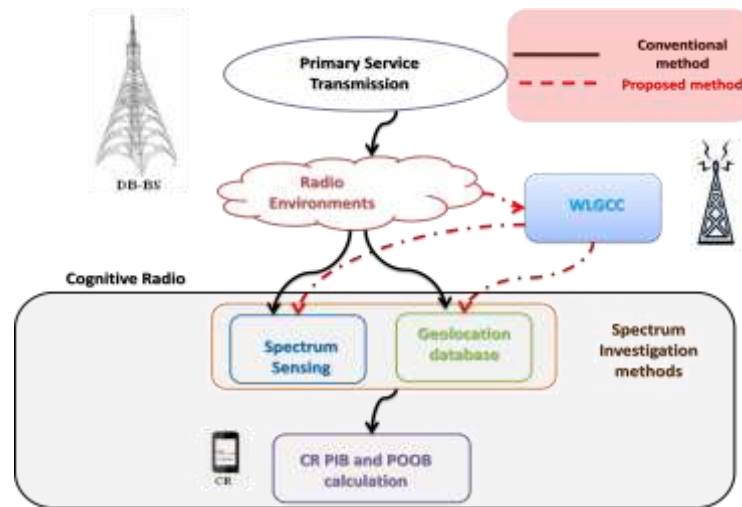 Primary Service
Transmission
Conventional
method
Proposed method
DB-BS
Radio
Environments
WLGCC
Cognitive Radio
Spectrum
Sensing
Geolocation
database
Spectrum
Investigation
methods
CR PIB and POOB
calculation
CR